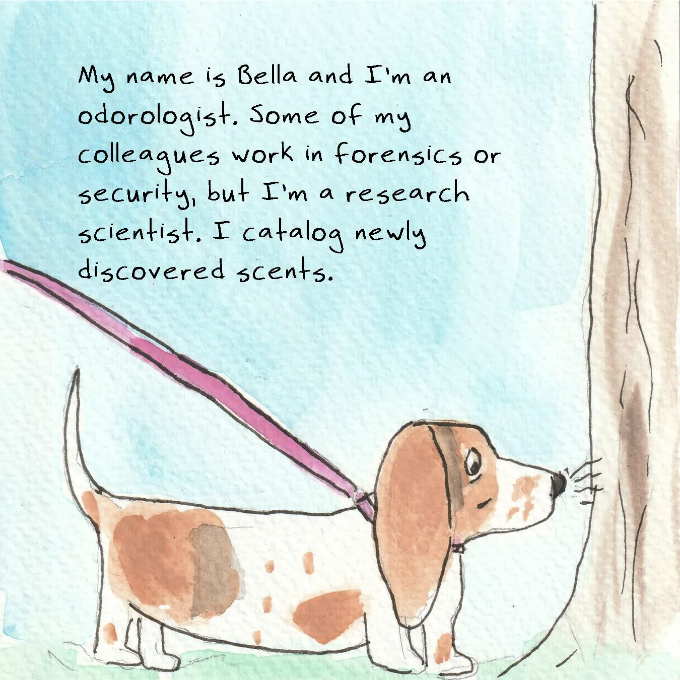 My name is Bella and I'm an
odorologist. Some of my
colleagues work in forensics or
security, but I'm a research
scientist. I catalog newly
discovered scents.